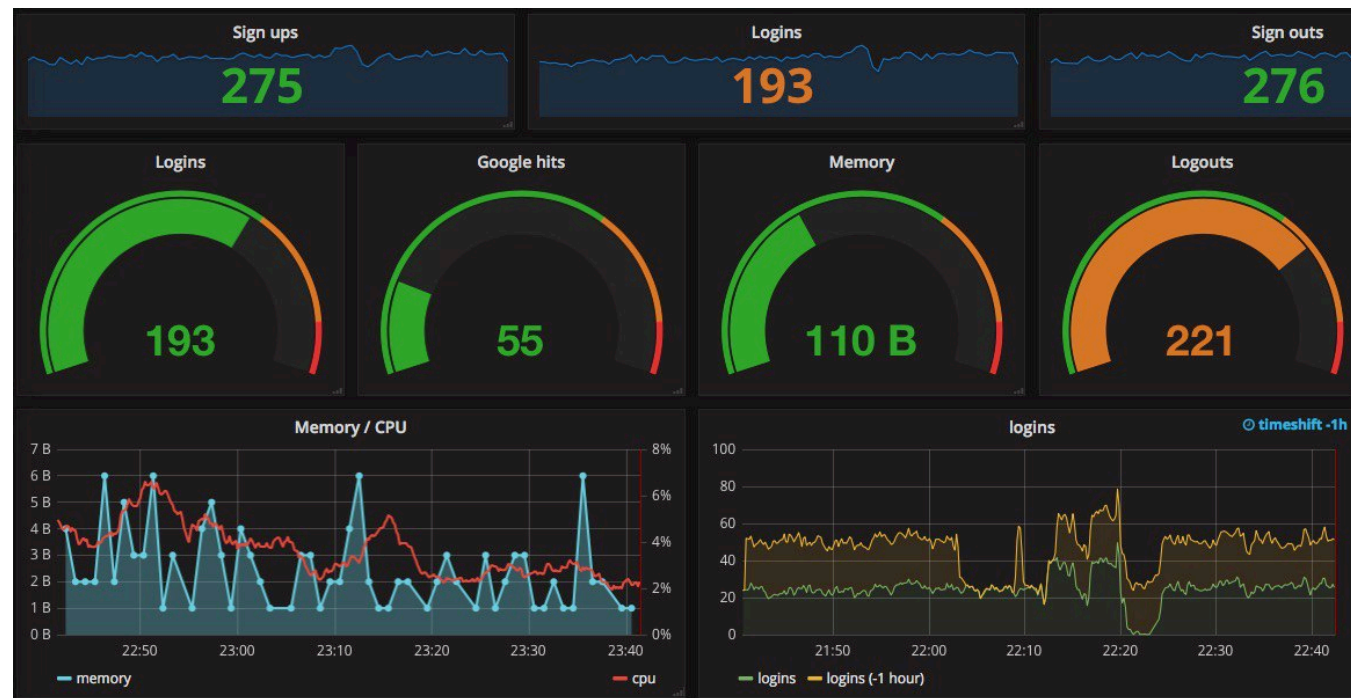 Sign ups
275
Logins
193
Sign outs
276
Logins
193
Google hits
55
Memory
110 B
Logouts
221
Memory / CPU
7 B
6 B
5 B
4 B
3 B
2 B
1 B
0 B
8%
6%
4%
2%
0%
22:50 23:00 23:10 23:20 23:30 23:40
memory
cpu
logins
timeshift -1h
100
80
60
40
20
0
21:50 22:00 22:10 22:20 22:30 22:40
logins logins (-1 hour)